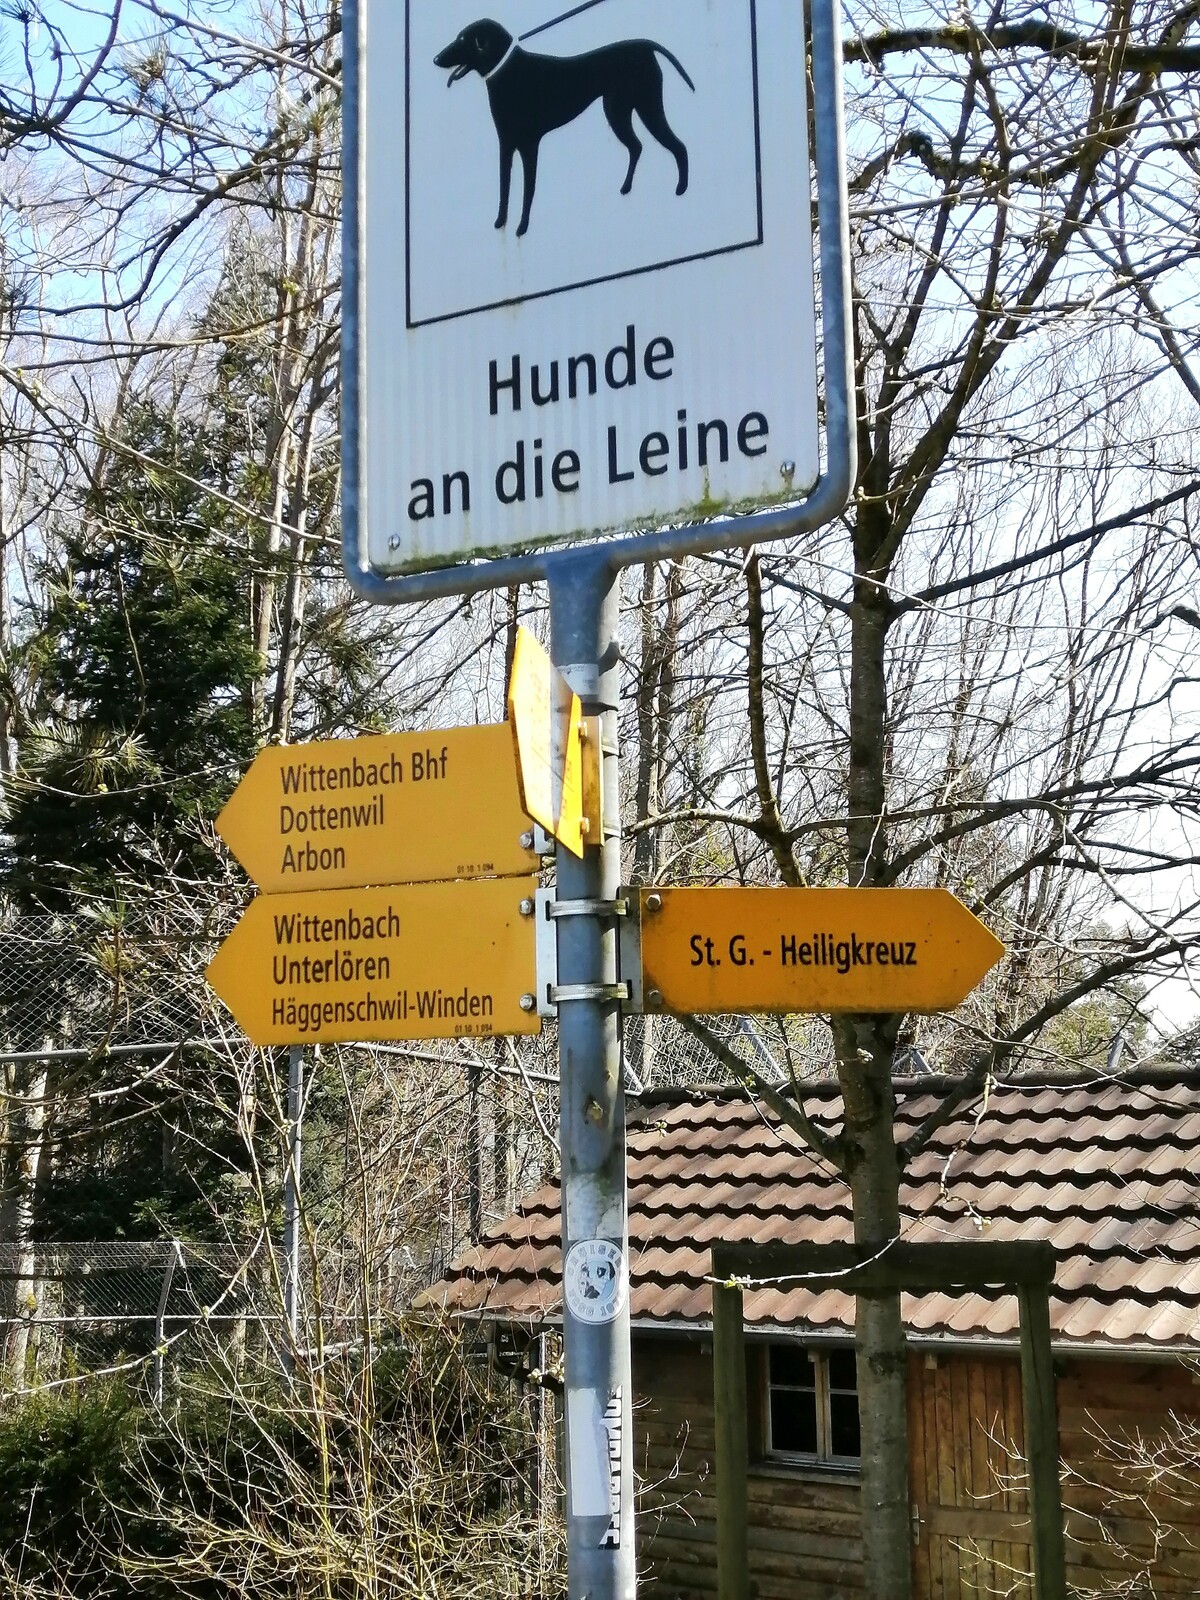 Hunde
an die Leine
Wittenbach Bhf
Dottenwil
Arbon
Wittenbach
Unterlören
Häggenschwil-Winden
St. G. - Heiligkreuz